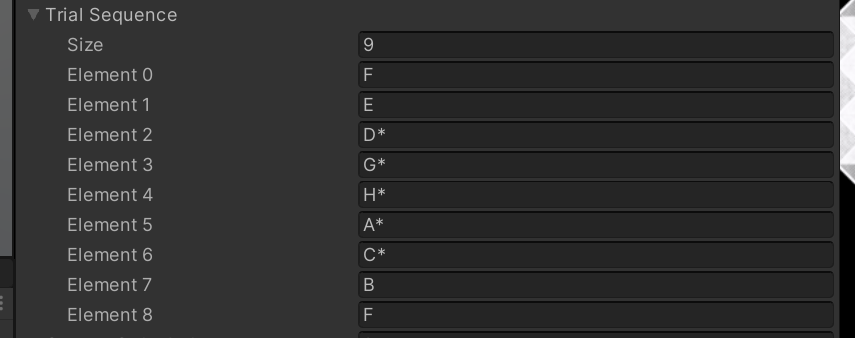 Trial Sequence
Size 9
Element 0 F
Element 1 E
Element 2 D*
Element 3 G*
Element 4 H*
Element 5 A*
Element 6 C*
Element 7 B
Element 8 F